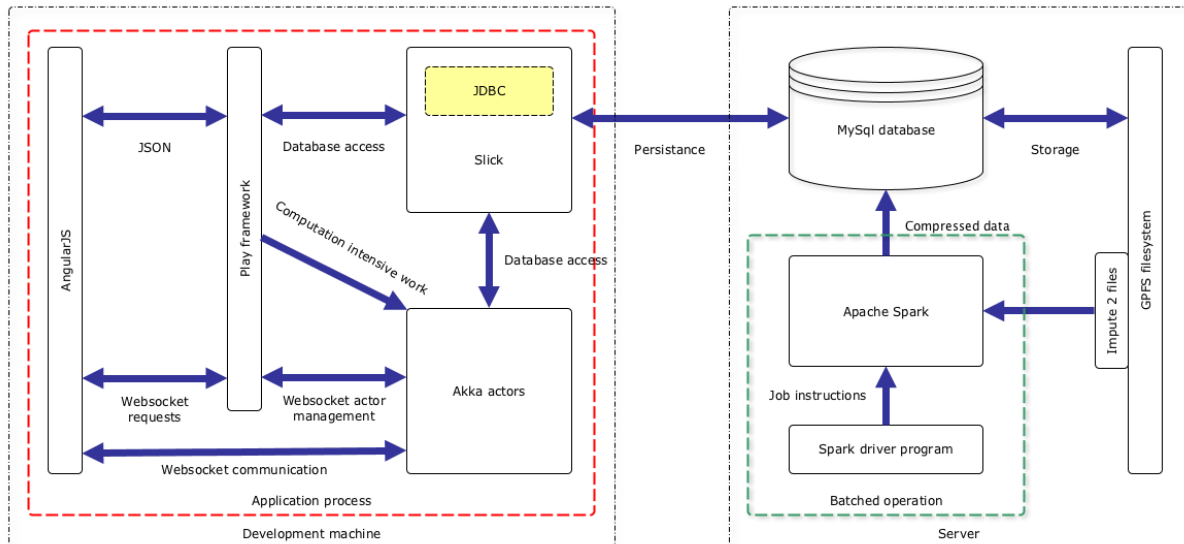 JDBC
Slick
JSON
Database access
Persistance
MySql database
Storage
AngularJS
Play framework
Computation intensive work
Database access
Compressed data
GPFS filesystem
Impute 2 files
Apache Spark
Akka actors
Websocket
requests
Websocket actor
management
Job instructions
Spark driver program
Websocket communication
Application process
Batched operation
Development machine
Server